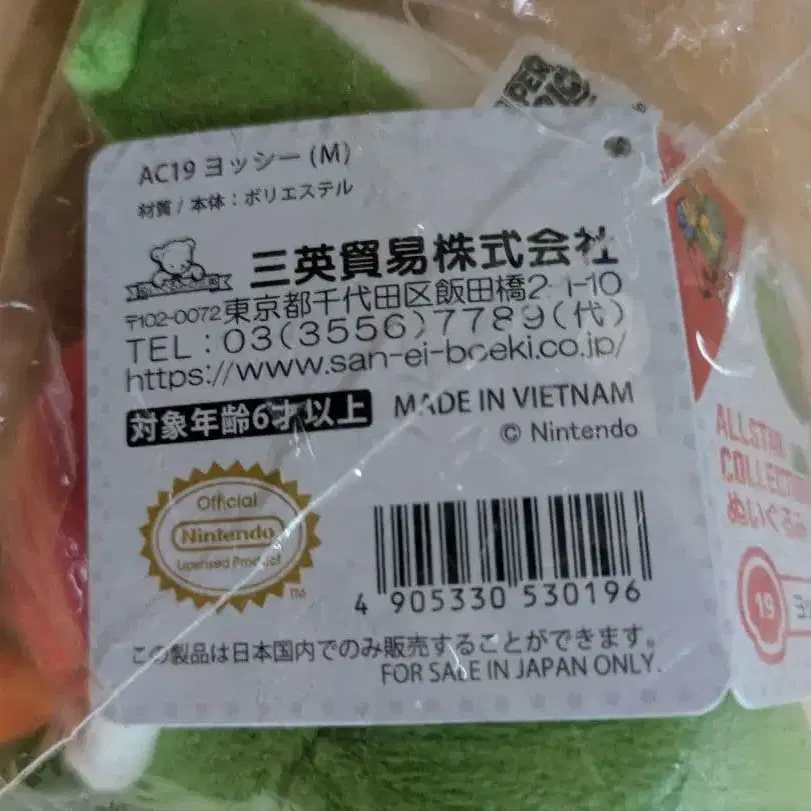 AC19 ヨッシー (M)
材質 / 本体 : ポリエステル
三英貿易株式会社
〒102-0072 東京都千代田区飯田橋2-1-10
TEL : 03(3556)7789(代)
https://www.san-ei-boeki.co.jp/
対象年齢6才以上
MADE IN VIETNAM
© Nintendo
Official
Nintendo
Licensed Product
TM
4 905330 530196
この製品は日本国内でのみ販売することができます。
FOR SALE IN JAPAN ONLY.
ALLSTAR
ぬいぐるみ
19